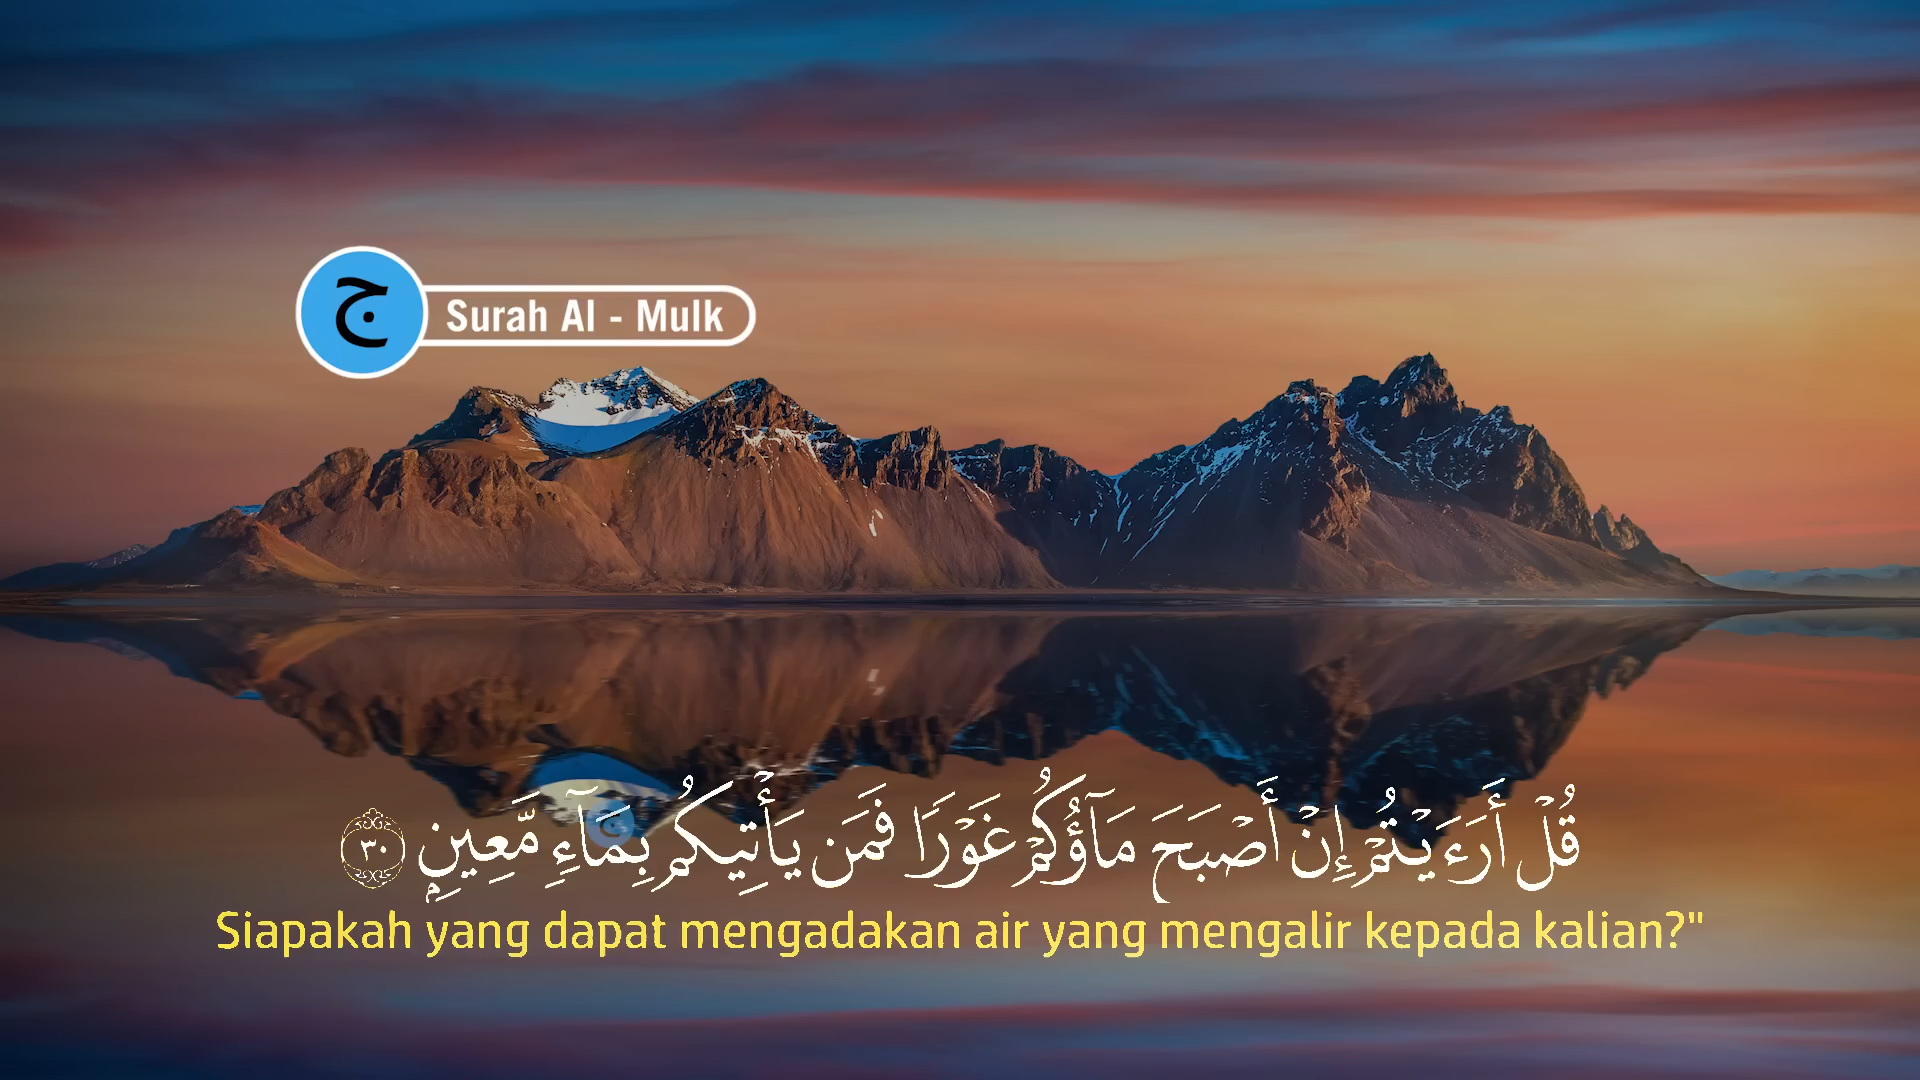 ج
Surah Al - Mulk
قُلْ أَرَءَيْتُمْ إِنْ أَصْبَحَ مَآؤُكُمْ غَوْرًا فَمَن يَأْتِيكُم بِمَآءٍ مَّعِينٍۭ ٣٠
Siapakah yang dapat mengadakan air yang mengalir kepada kalian?"